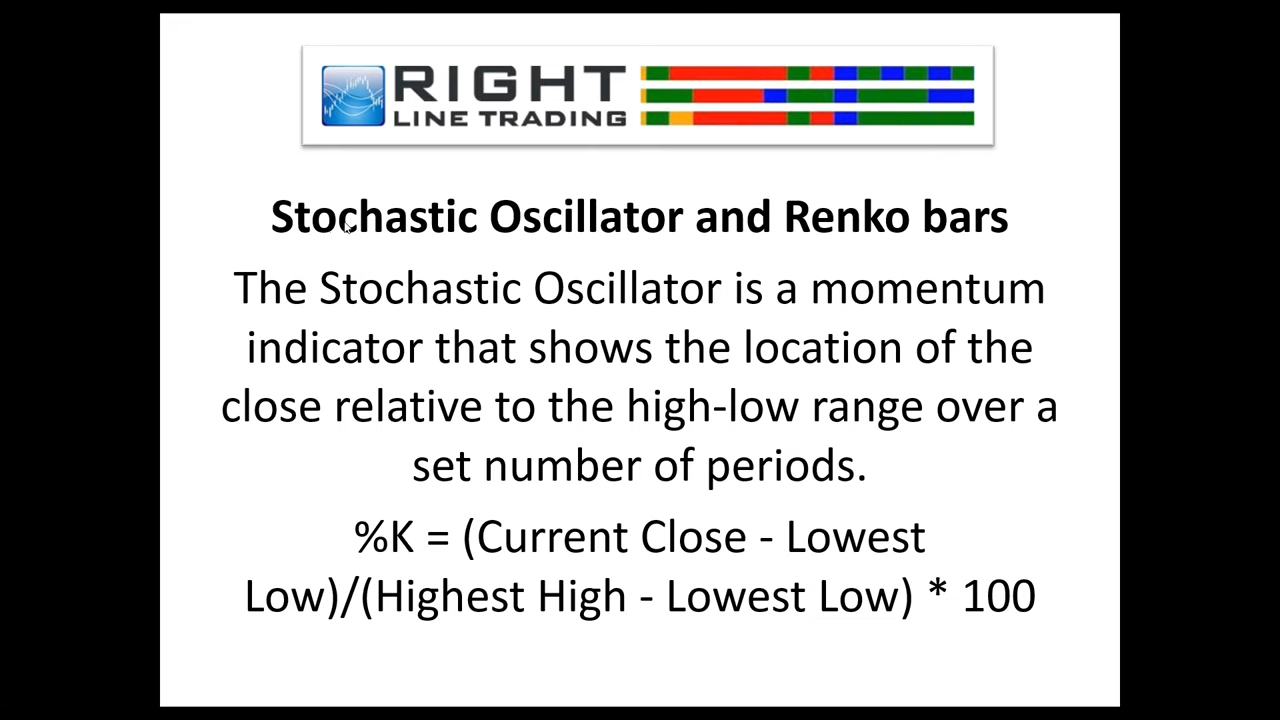 RIGHT
LINE TRADING
Stochastic Oscillator and Renko bars
The Stochastic Oscillator is a momentum
indicator that shows the location of the
close relative to the high-low range over a
set number of periods.
%K = (Current Close - Lowest
Low)/(Highest High - Lowest Low) * 100